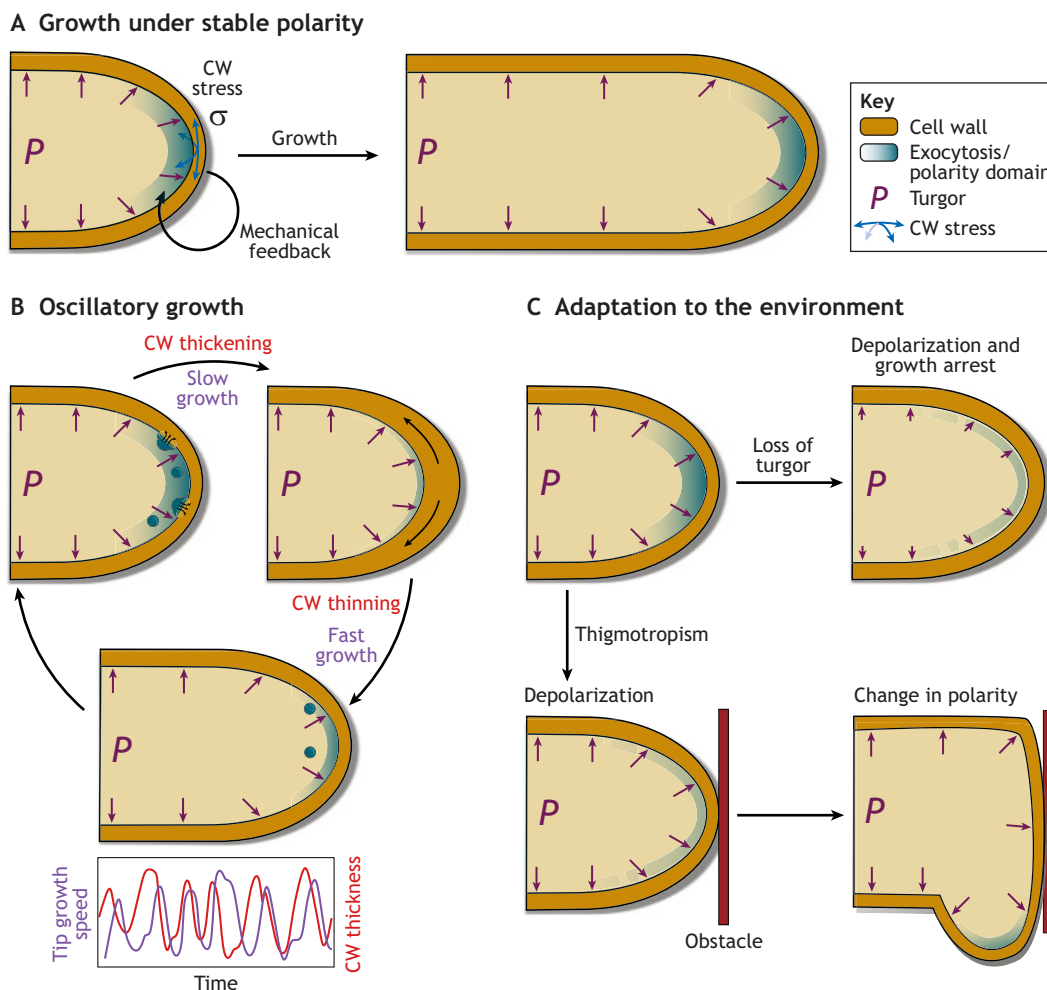 A Growth under stable polarity
CW
stress
σ
P
Growth
Mechanical
feedback
P
Key
Cell wall
Exocytosis/
polarity domain
P Turgor
CW stress
B Oscillatory growth
CW thickening
Slow
growth
P
P
CW thinning
Fast
growth
P
Tip growth
speed
CW thickness
Time
C Adaptation to the environment
Depolarization and
growth arrest
P
Loss of
turgor
P
Thigmotropism
Depolarization
Change in polarity
P
P
Obstacle